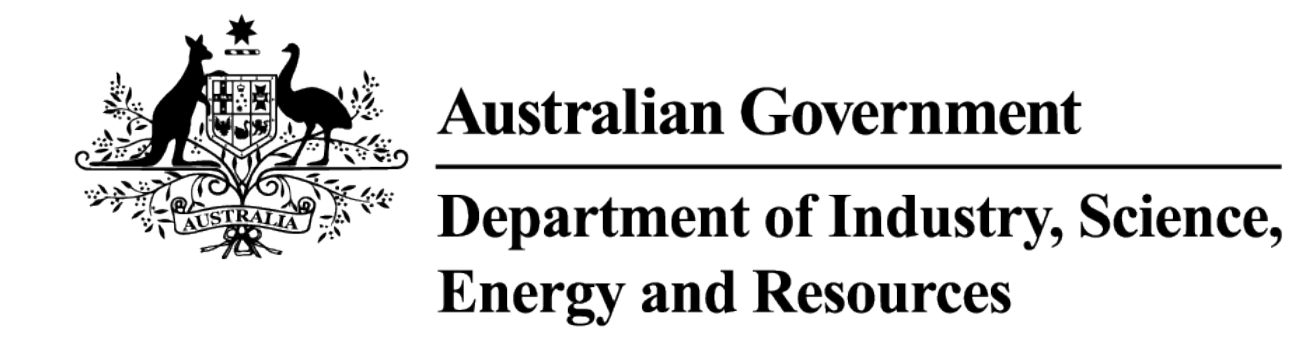 AUSTRALIA
Australian Government
Department of Industry, Science,
Energy and Resources